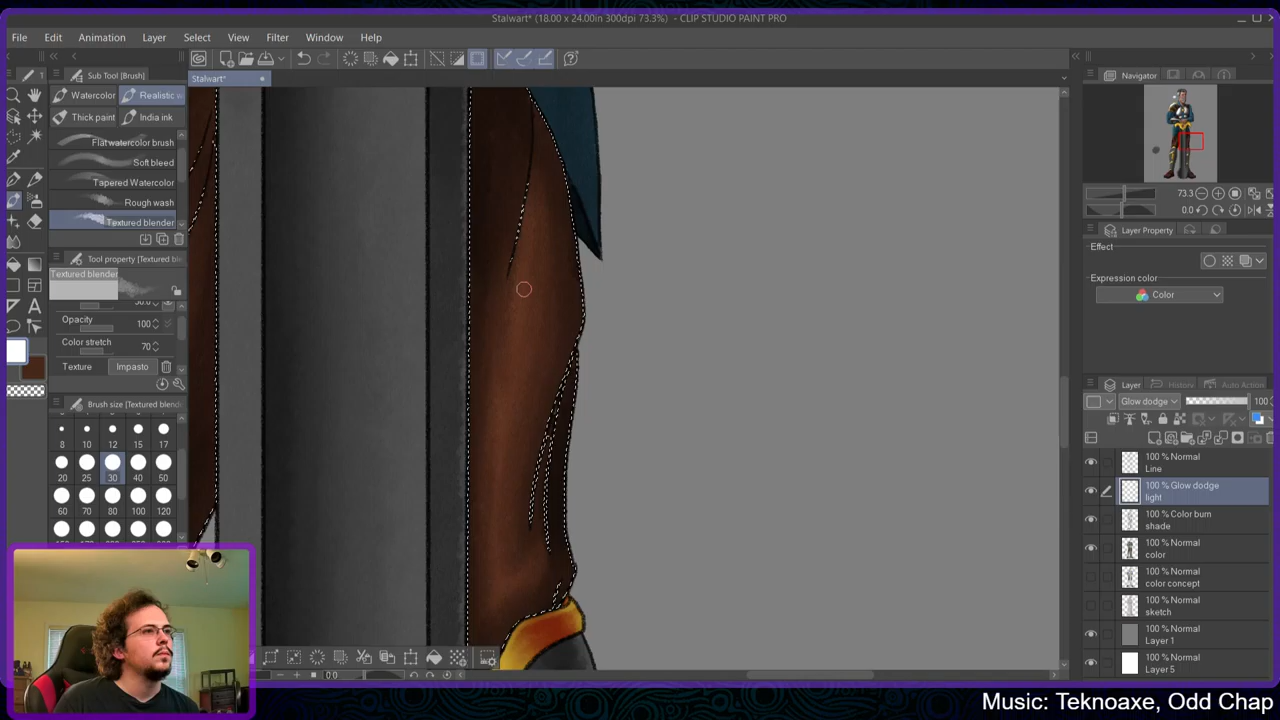 Stalwart* (18.00 x 24.00in 300dpi 73.3%) - CLIP STUDIO PAINT PRO
File Edit Animation Layer Select View Filter Window Help
Sub Tool [Brush]
Stalwart*
Navigator
Watercolor
Realistic
Thick paint
India ink
Flat watercolor brush
Soft bleed
Tapered Watercolor
Rough wash
Textured blender
73.3
0.0
Layer Property
Effect
Expression color
Color
Tool property [Textured bl
Textured blender
Opacity 100
Color stretch 70
Texture Impasto
Brush size [Textured blend
8 10 12 15 17
20 25 30 40 50
60 70 80 100 120
Layer
History
Auto Action
Glow dodge
100
100 % Normal
Line
100 % Glow dodge
light
100 % Color burn
shade
100 % Normal
color
100 % Normal
color concept
100 % Normal
sketch
100 % Normal
Layer 1
100 % Normal
Layer 5
Music: Teknoaxe, Odd Chap